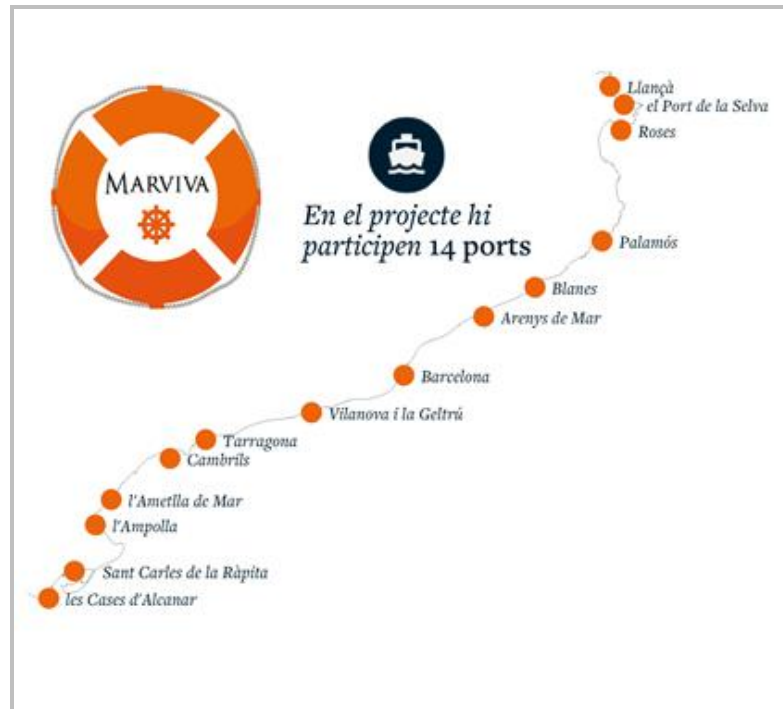 MARVIVA
En el projecte hi
participen 14 ports
Llançà
el Port de la Selva
Roses
Palamós
Blanes
Arenys de Mar
Barcelona
Vilanova i la Geltrú
Tarragona
Cambrils
l'Ametlla de Mar
l'Ampolla
Sant Carles de la Ràpita
les Cases d'Alcanar